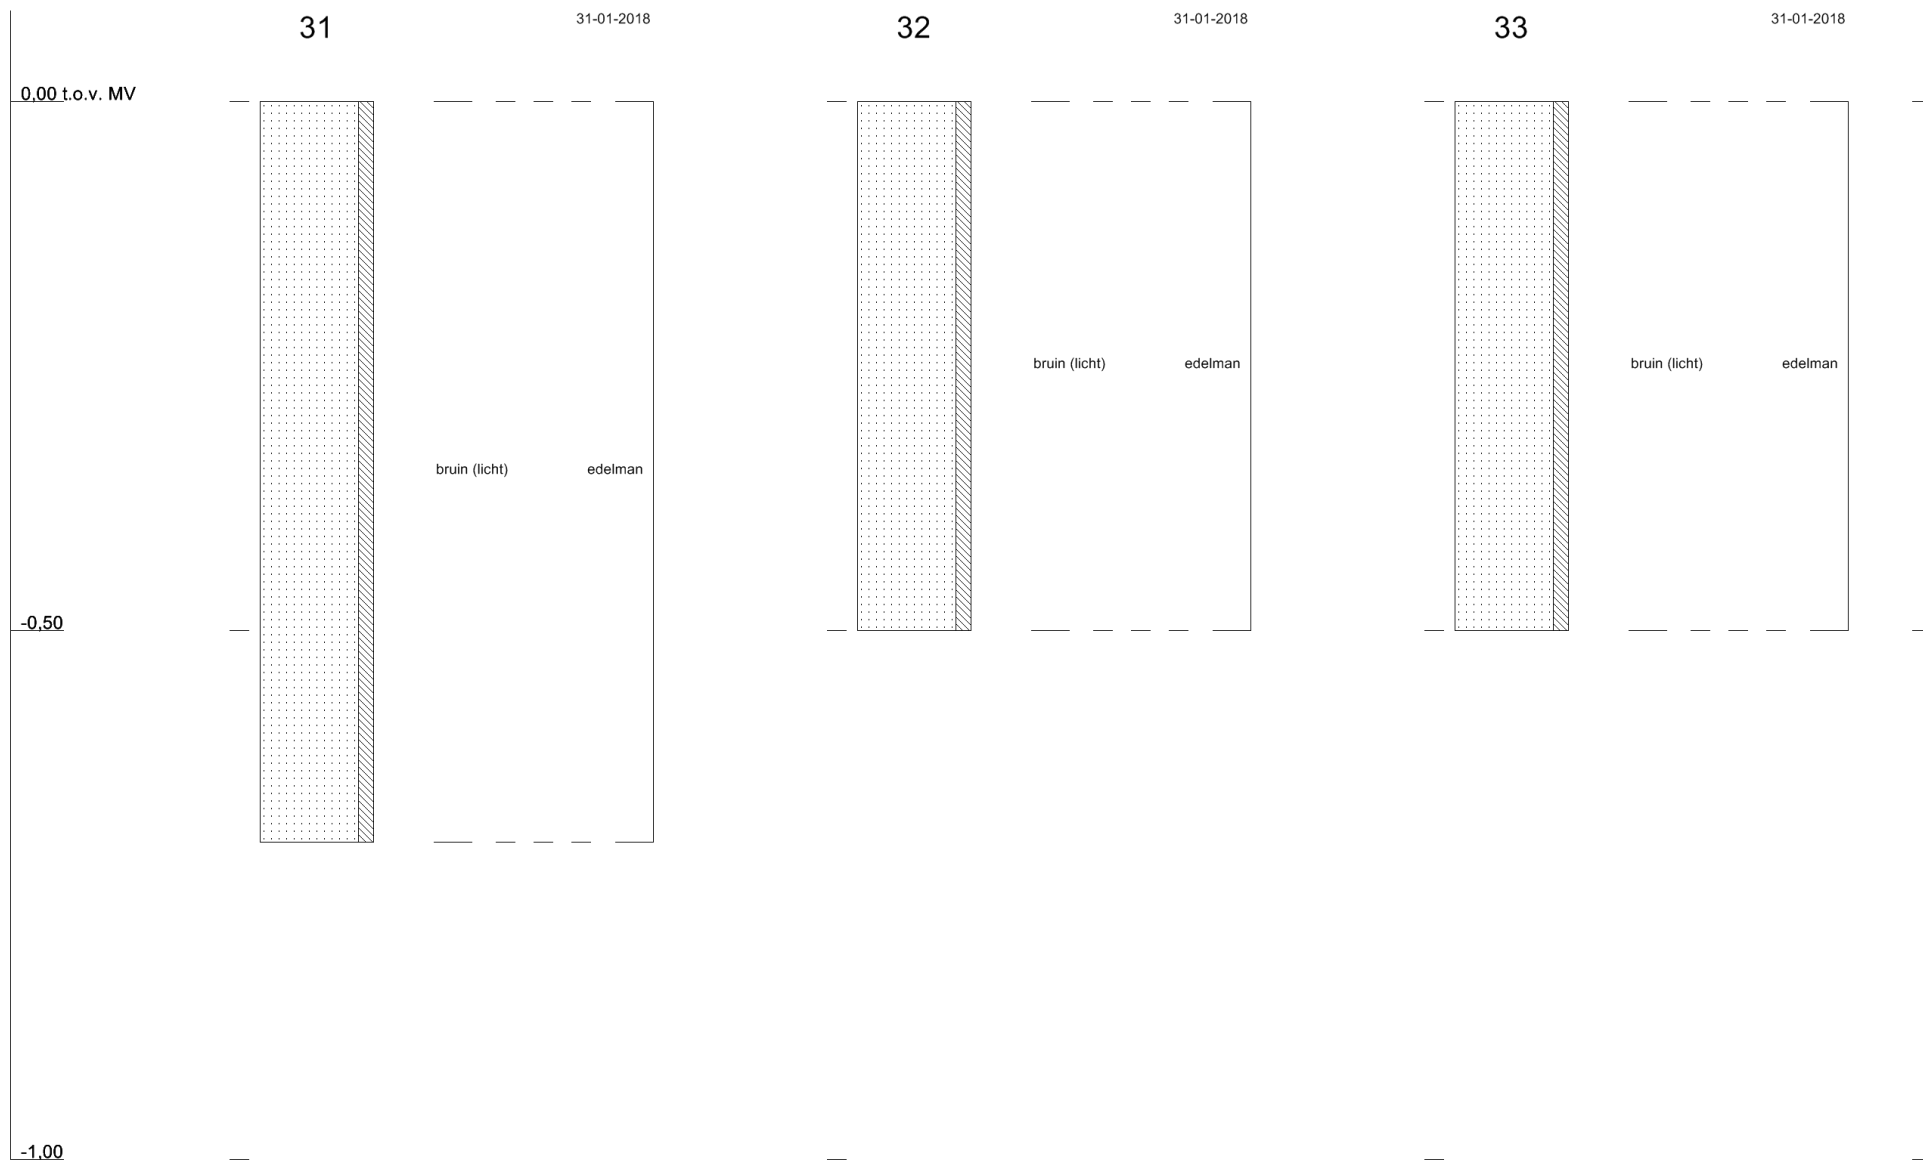 31 31-01-2018 32 31-01-2018 33 31-01-2018
0,00 t.o.v. MV
bruin (licht) edelman bruin (licht) edelman
bruin (licht) edelman
-0,50
-1,00